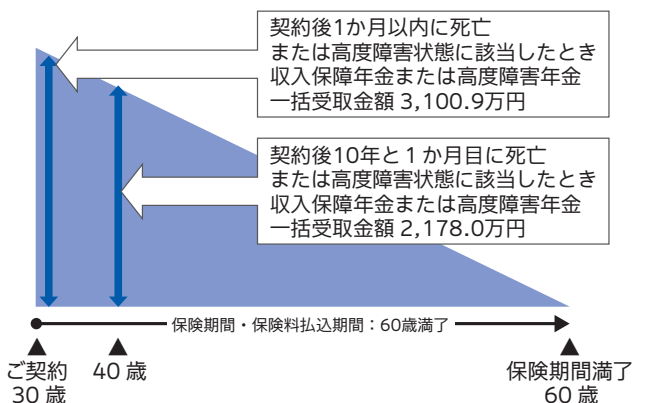 契約後1か月以内に死亡
または高度障害状態に該当したとき
収入保障年金または高度障害年金
一括受取金額 3,100.9万円
契約後10年と１か月目に死亡
または高度障害状態に該当したとき
収入保障年金または高度障害年金
一括受取金額 2,178.0万円
保険期間・保険料払込期間：60歳満了
ご契約
30 歳
40 歳
保険期間満了
60 歳